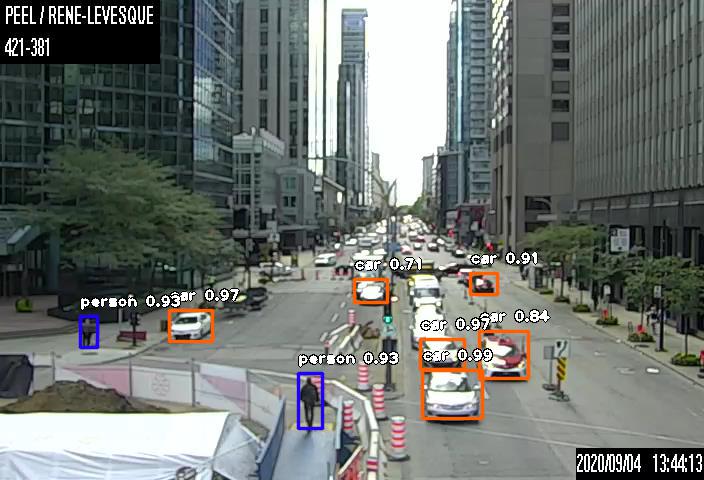 PEEL / RENE-LEVESQUE
421-381
car 0.71
car 0.91
person 0.93
car 0.97
car 0.97
car 0.84
person 0.93
car 0.99
2020/09/04 13:44:13